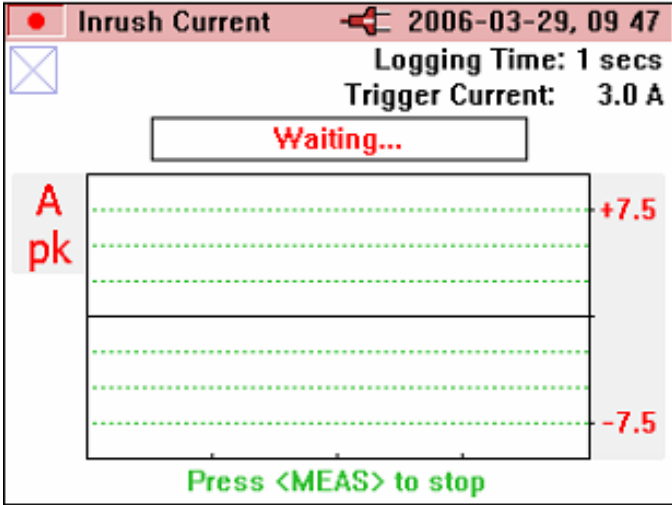 Inrush Current 2006-03-29, 09 47
Logging Time: 1 secs
Trigger Current: 3.0 A
Waiting...
A
pk
+7.5
-7.5
Press <MEAS> to stop